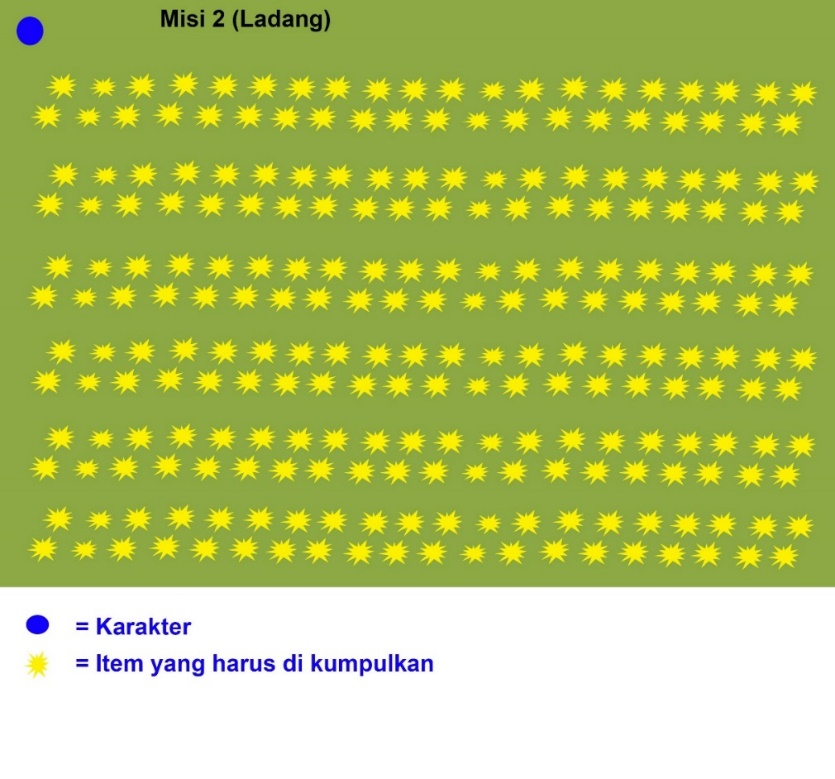 Misi 2 (Ladang)
= Karakter
= Item yang harus di kumpulkan